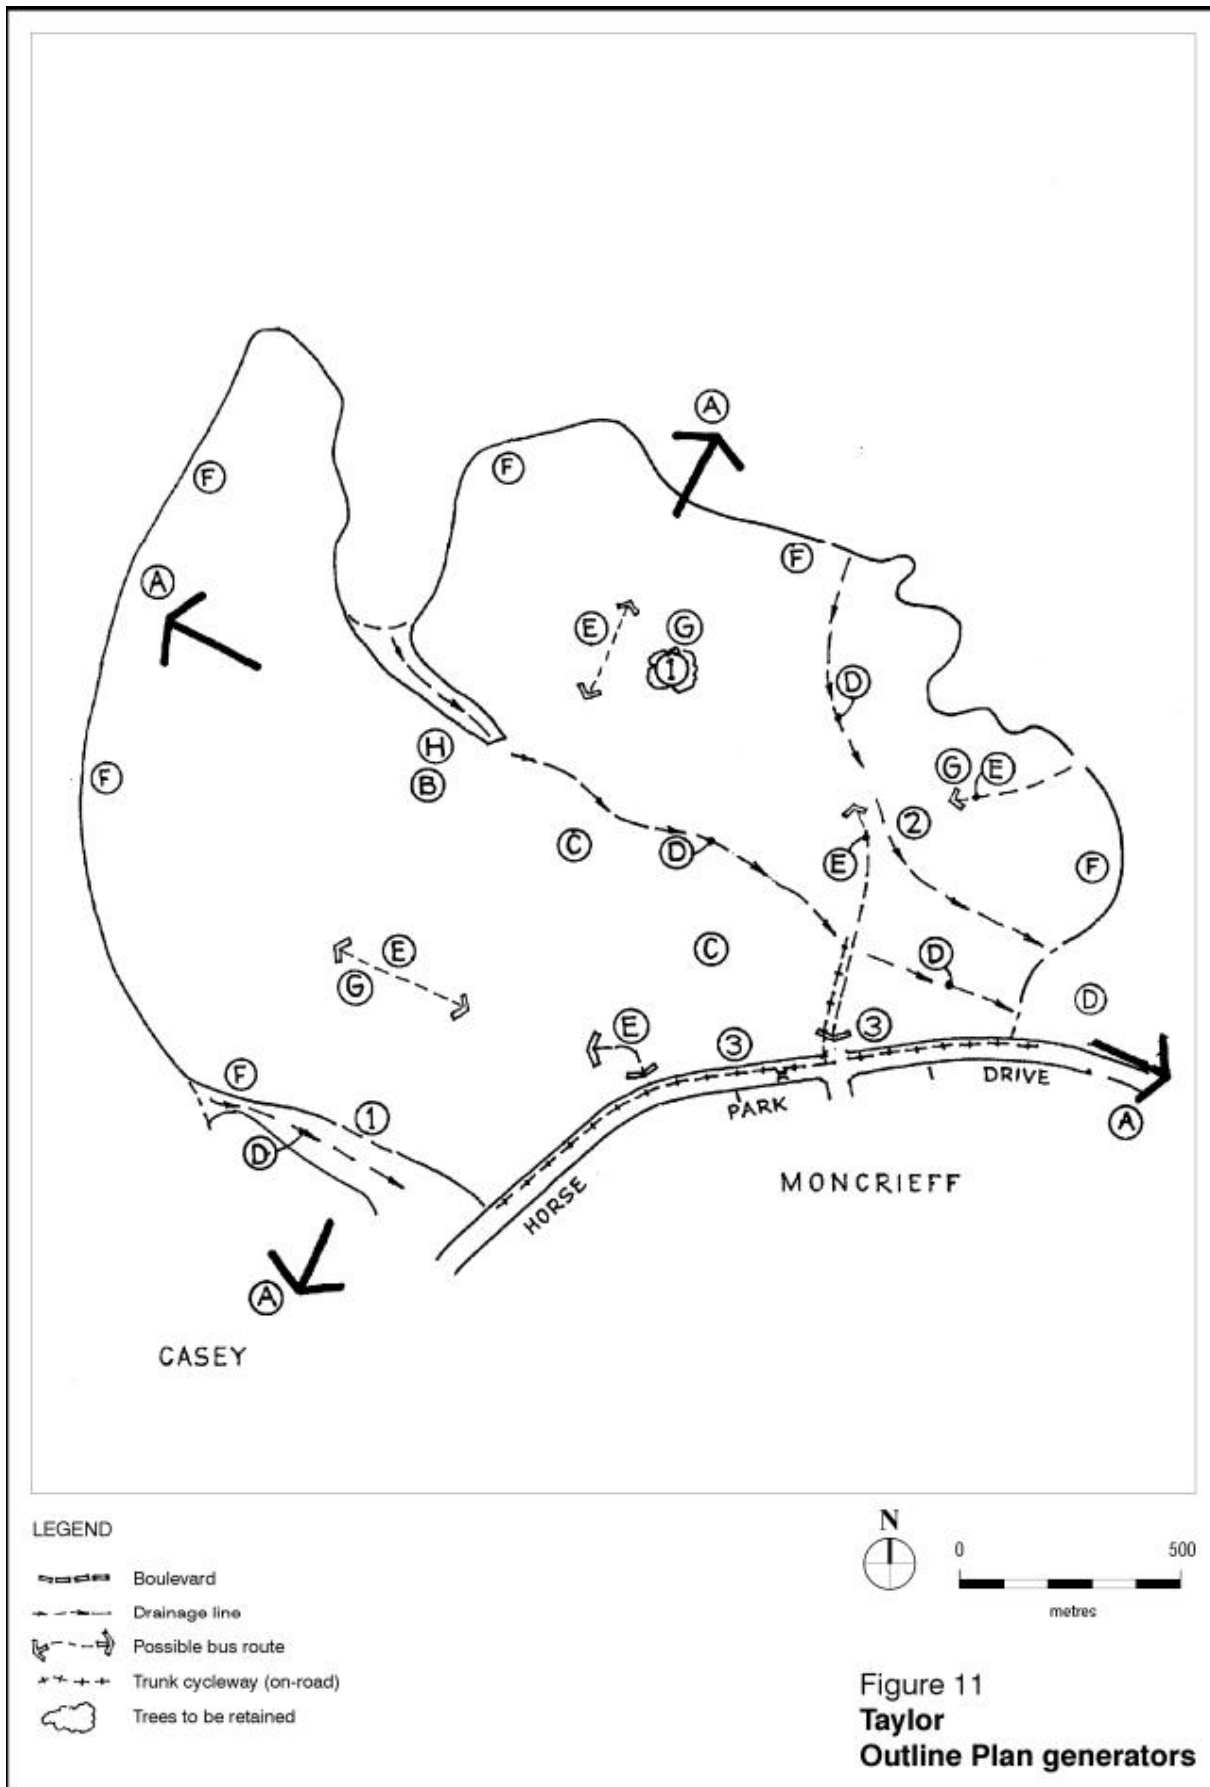 A
F
F
A
F
E
G
1
D
H
B
G
E
F
2
C
D
E
F
E
C
D
G
D
E
3
3
F
DRIVE
PARK
1
A
D
MONCRIEFF
HORSE
A
CASEY
LEGEND
Boulevard
Drainage line
Possible bus route
Trunk cycleway (on-road)
Trees to be retained
N
0 500
metres
Figure 11
Taylor
Outline Plan generators